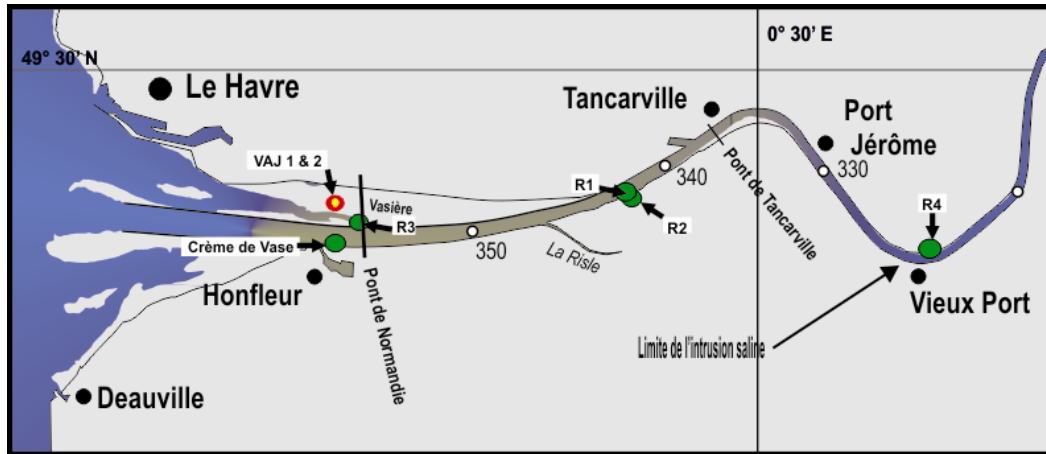 0° 30’ E
49° 30’ N
Le Havre
Tancarville
Port
Jérôme
VAJ 1 & 2
Vasière
R1
340
Pont de Tancarville
330
R4
R3
R2
Crème de Vase
350
La Risle
Honfleur
Pont de Normandie
Vieux Port
Limite de l'intrusion saline
Deauville